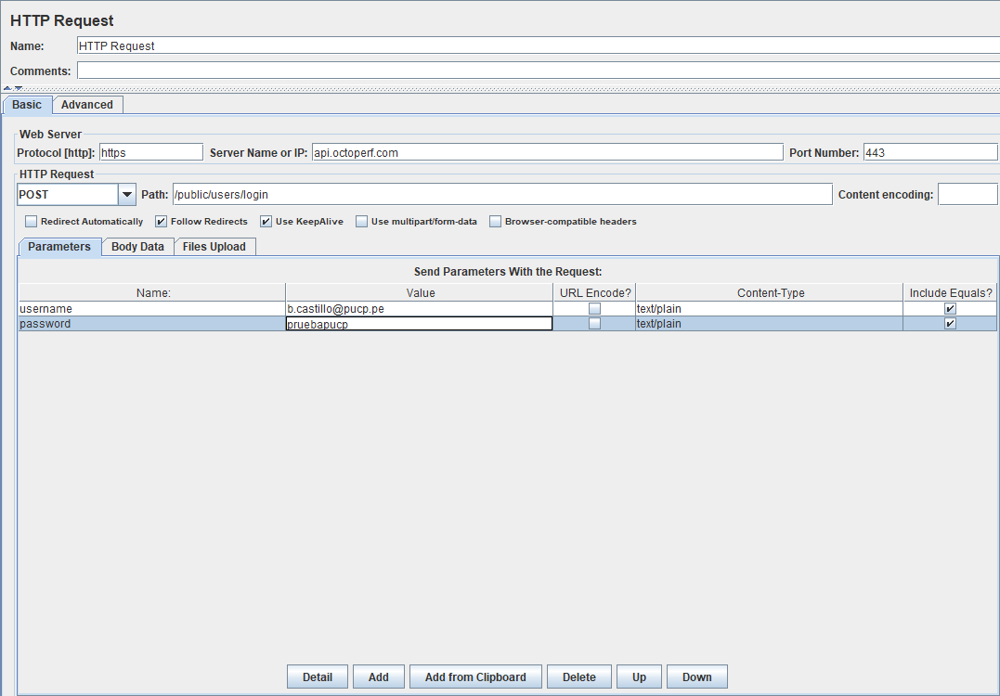 HTTP Request
Name: HTTP Request
Comments:
Basic Advanced
Web Server
Protocol [http]: https Server Name or IP: api.octoperf.com Port Number: 443
HTTP Request
POST Path: /public/users/login Content encoding:
Redirect Automatically Follow Redirects Use KeepAlive Use multipart/form-data Browser-compatible headers
Parameters Body Data Files Upload
Send Parameters With the Request:
Name: Value URL Encode? Content-Type Include Equals?
username b.castillo@pucp.pe text/plain
password pruebapucp text/plain
Detail Add Add from Clipboard Delete Up Down